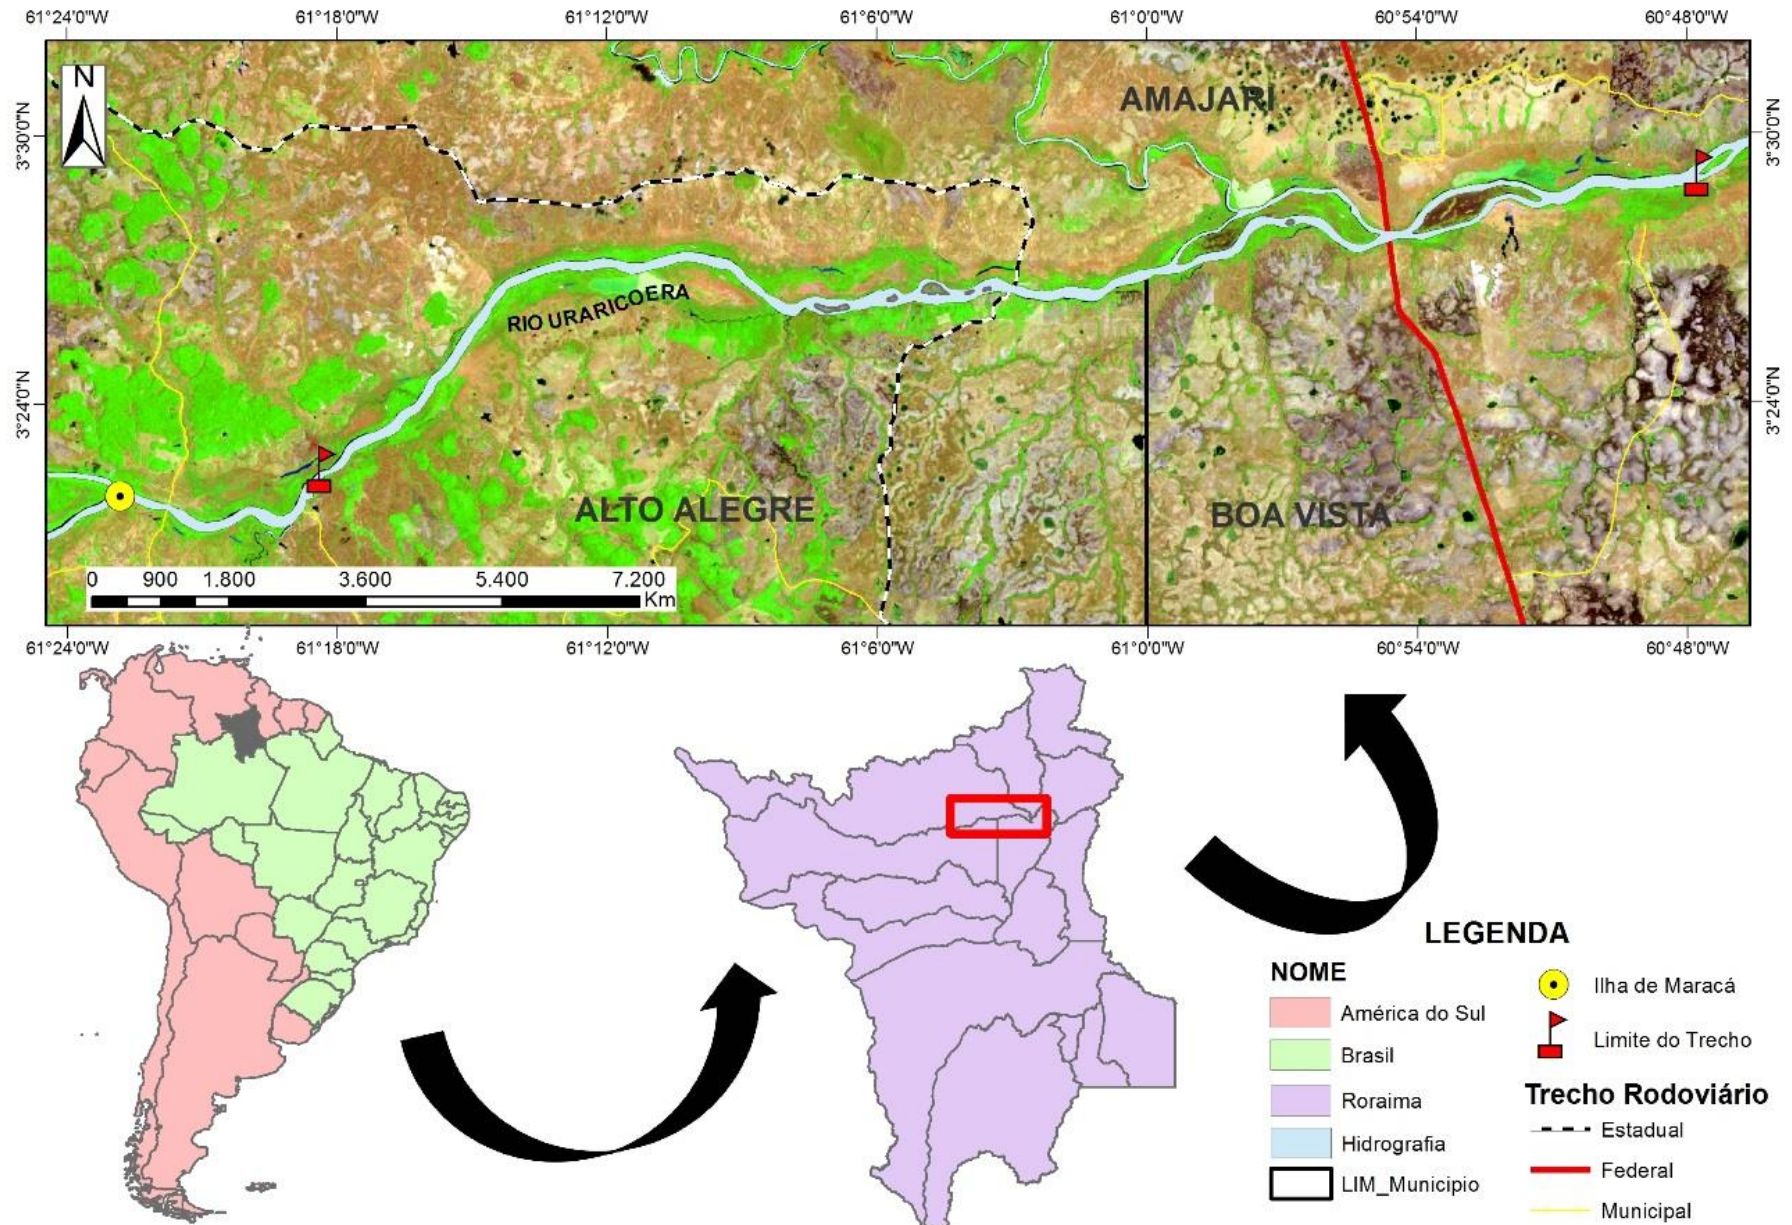 61°24'0"W 61°18'0"W 61°12'0"W 61°6'0"W 61°0'0"W 60°54'0"W 60°48'0"W
N
AMAJARI
3°30'0"N 3°30'0"N
RIO URARICOERA
3°24'0"N 3°24'0"N
ALTO ALEGRE BOA VISTA
0 900 1.800 3.600 5.400 7.200
Km
61°24'0"W 61°18'0"W 61°12'0"W 61°6'0"W 61°0'0"W 60°54'0"W 60°48'0"W
LEGENDA
NOME
América do Sul
Brasil
Roraima
Hidrografia
LIM_Municipio
Ilha de Maracá
Limite do Trecho
Trecho Rodoviário
Estadual
Federal
Municipal